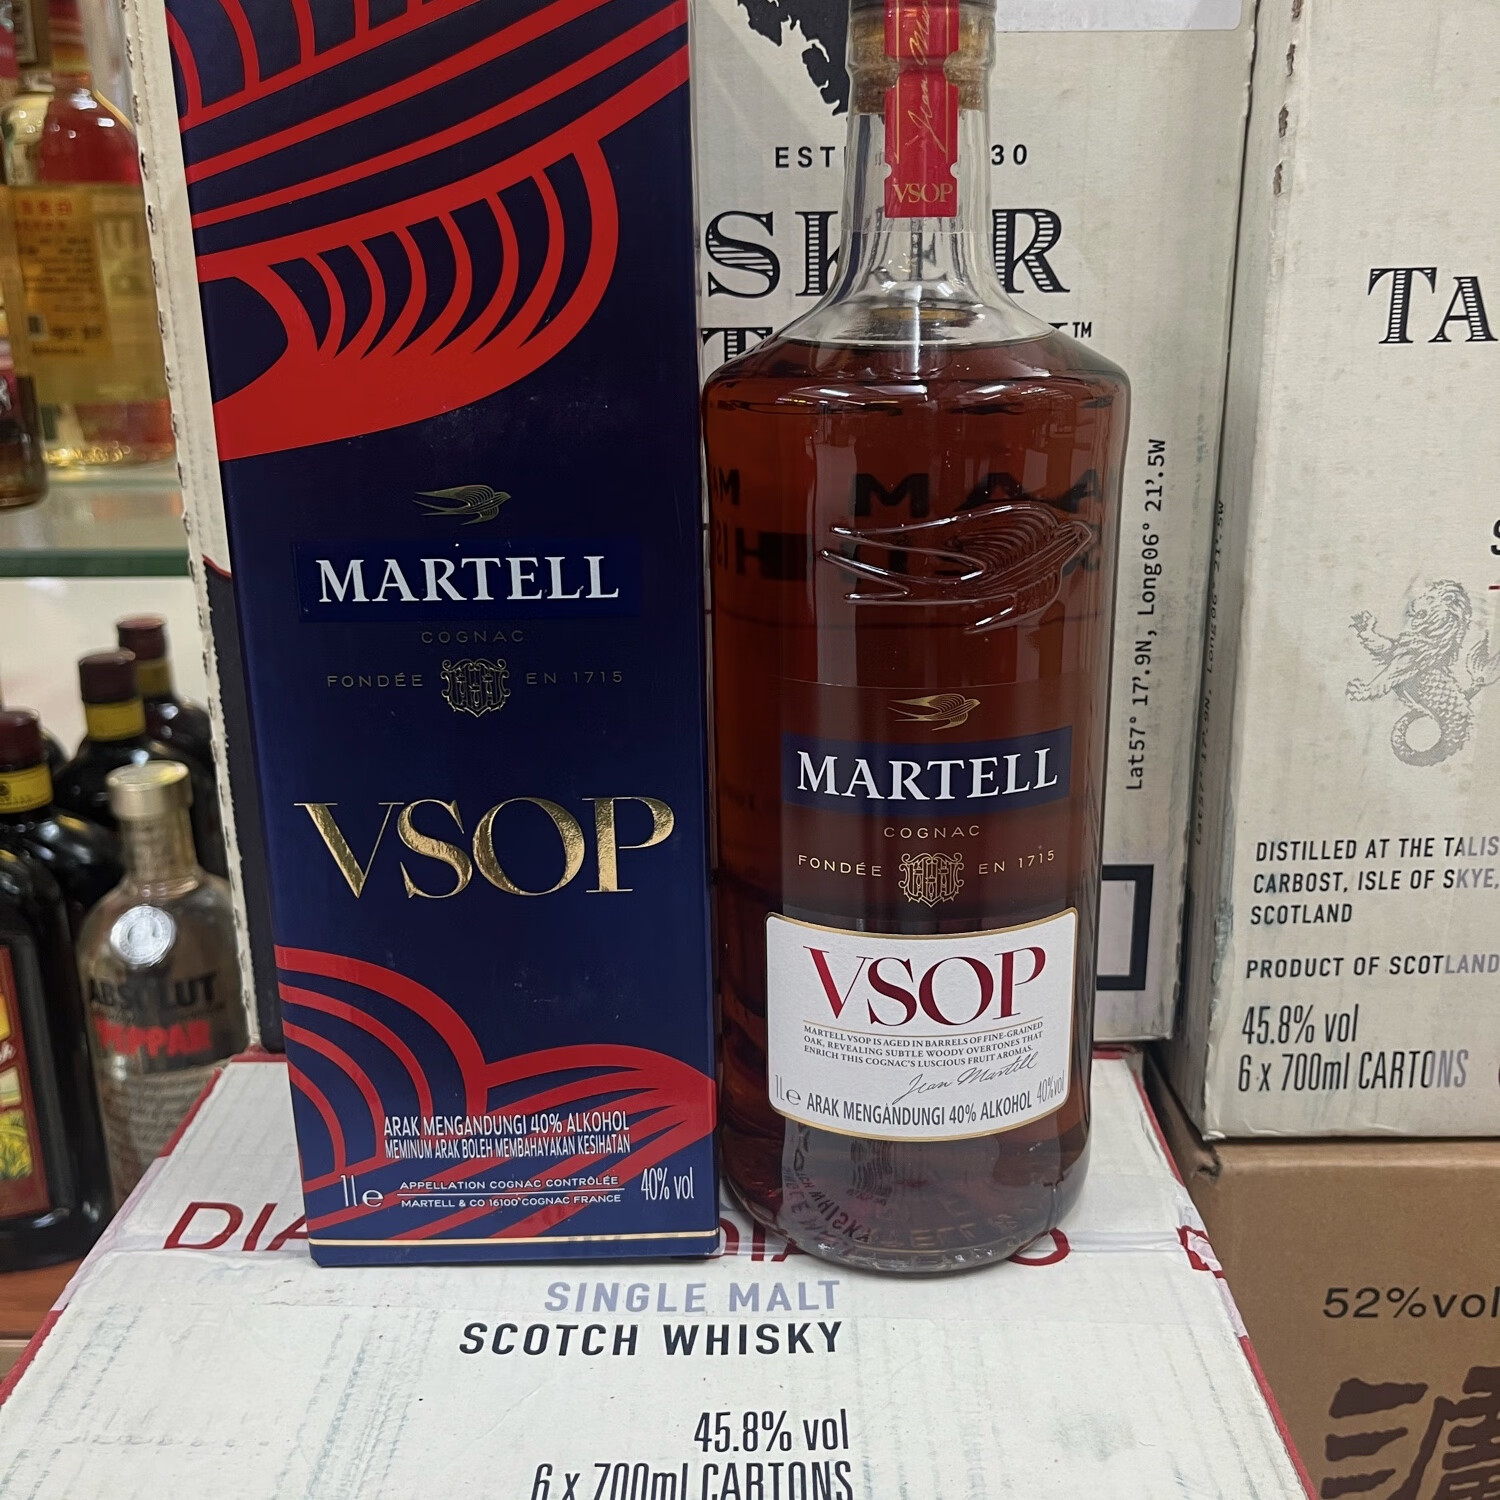 MARTELL
COGNAC
FONDÉE EN 1715
VSOP
ARAK MENGANDUNGI 40% ALKOHOL
MEMINUM ARAK BOLEH MEMBAHAYAKAN KESIHATAN
1L e APPELLATION COGNAC CONTRÔLÉE 40% vol
MARTELL & CO 16100 COGNAC FRANCE
VSOP
MARTELL
COGNAC
FONDÉE EN 1715
VSOP
MARTELL VSOP IS AGED IN BARRELS OF FINE-GRAINED
OAK, REVEALING SUBTLE WOODY OVERTONES THAT
ENRICH THIS COGNAC'S LUSCIOUS FRUIT AROMAS.
Jean Martell
1L e ARAK MENGANDUNGI 40% ALKOHOL 40%vol
30
Lat57° 17'.9N, Long06° 21'.5W
DISTILLED AT THE
CARBOST, ISLE OF SKYE,
SCOTLAND
PRODUCT OF SCOTLAND
45.8% vol
6 x 700ml CARTONS
52%vol
ABSOLUT
PEPPAR
SINGLE MALT
SCOTCH WHISKY
45.8% vol
6 x 700ml CARTONS